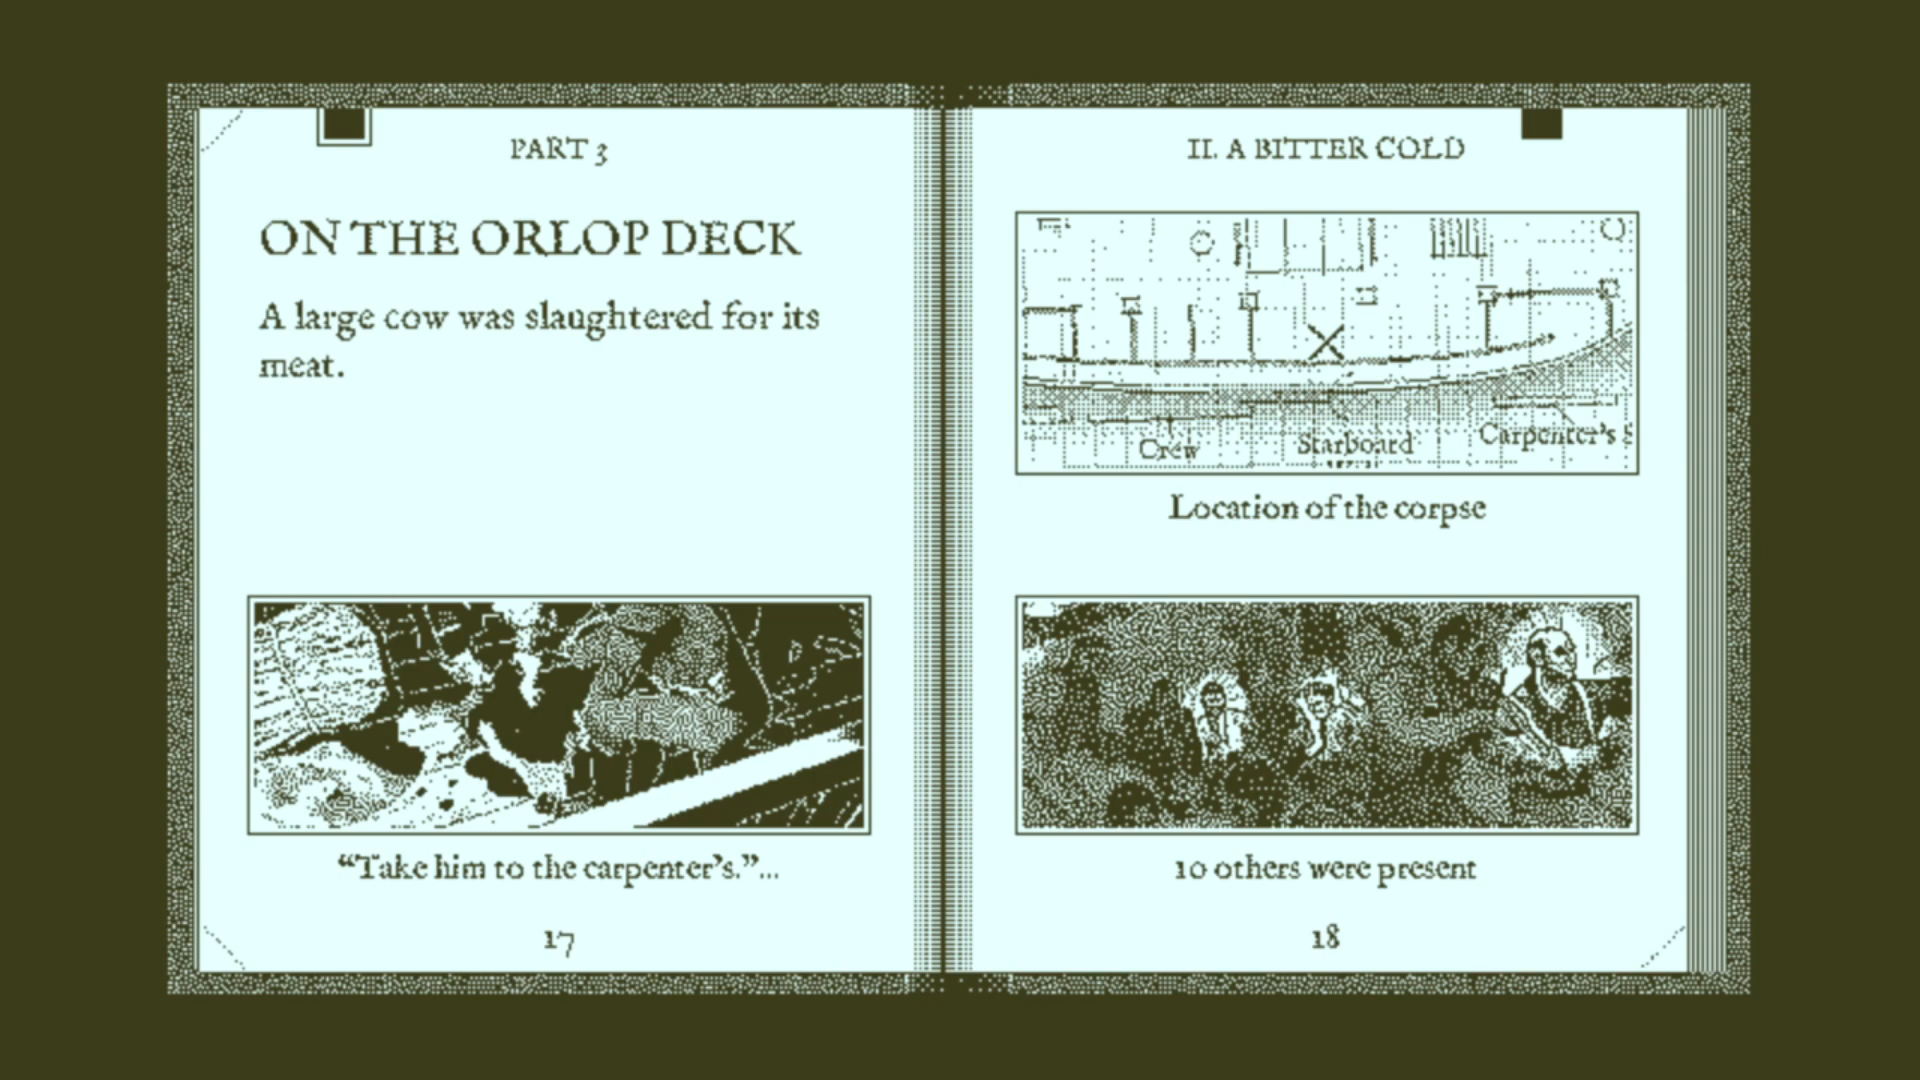 PART 3
ON THE ORLOP DECK
A large cow was slaughtered for its
meat.
“Take him to the carpenter’s.”...
17
II. A BITTER COLD
Crew
Starboard
Carpenter's S
Location of the corpse
10 others were present
18